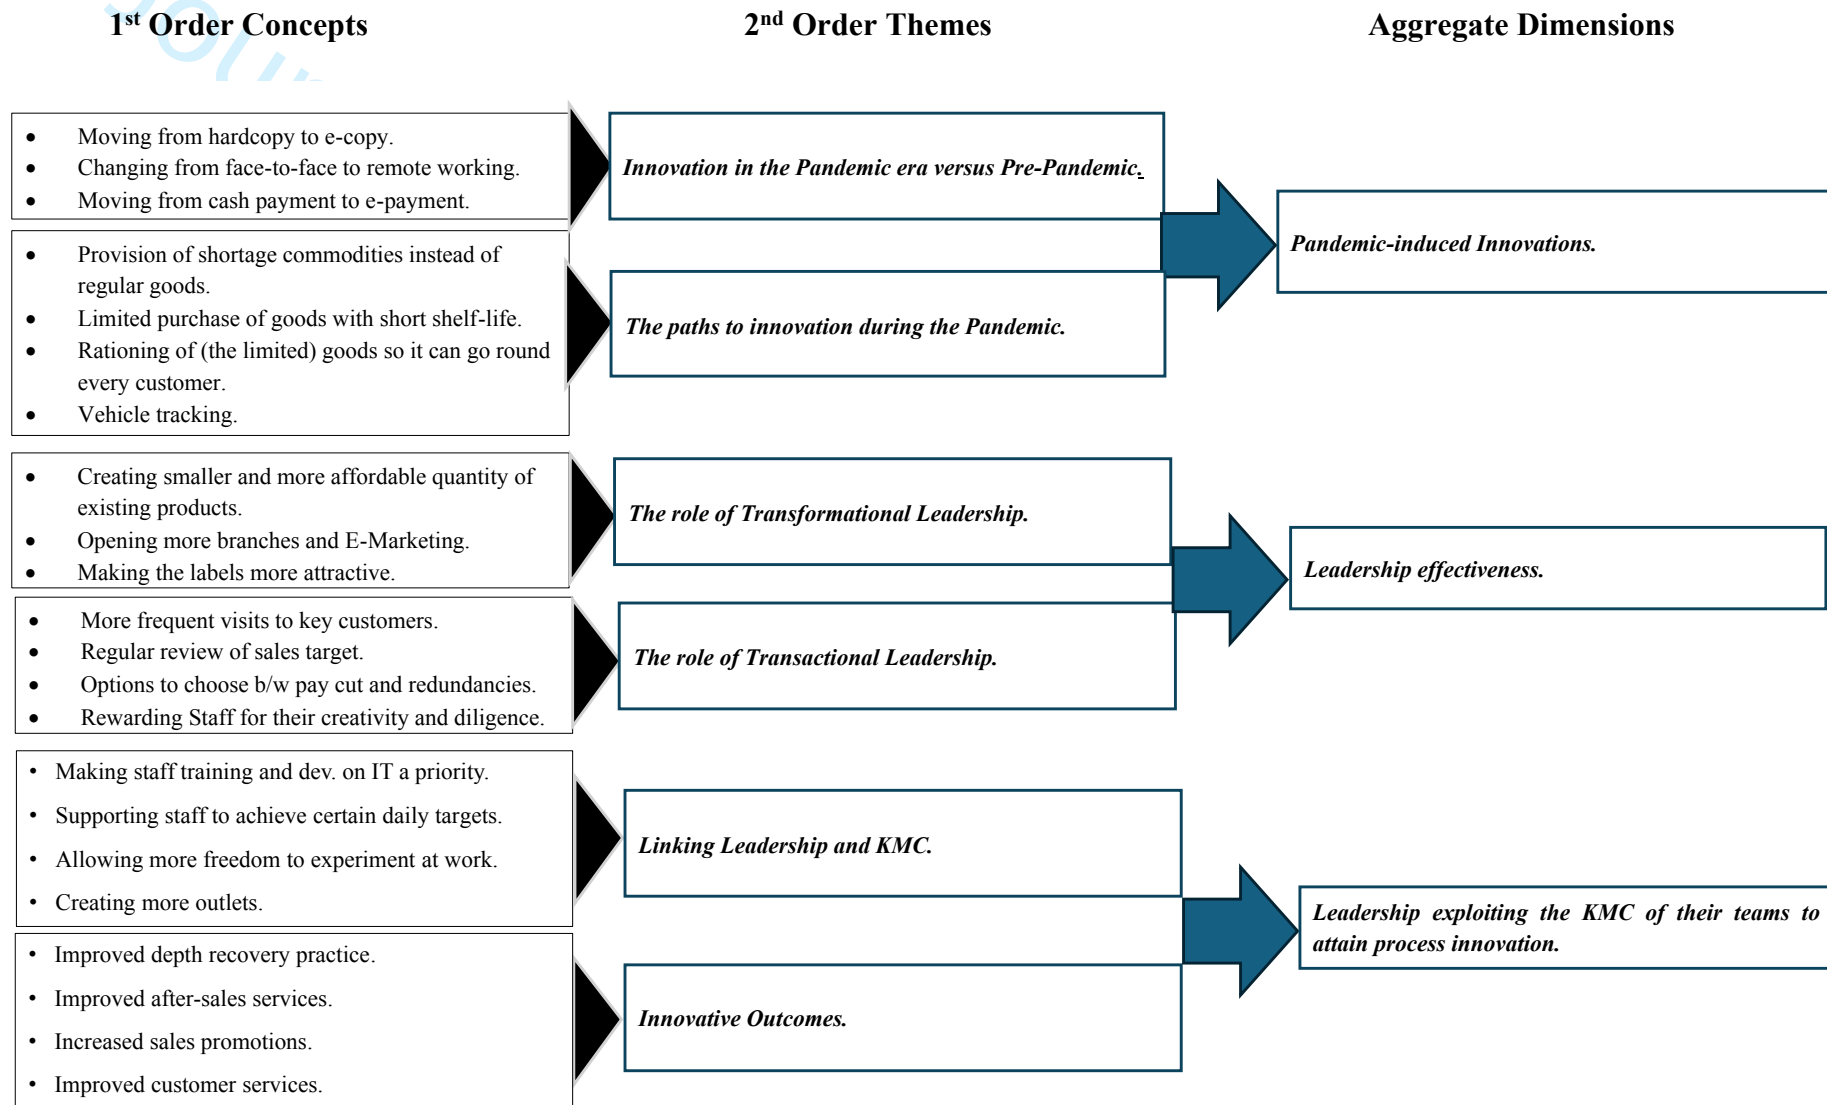 1st Order Concepts
2nd Order Themes
Aggregate Dimensions
• Moving from hardcopy to e-copy.
• Changing from face-to-face to remote working.
• Moving from cash payment to e-payment.
Innovation in the Pandemic era versus Pre-Pandemic.
• Provision of shortage commodities instead of
regular goods.
• Limited purchase of goods with short shelf-life.
• Rationing of (the limited) goods so it can go round
every customer.
• Vehicle tracking.
The paths to innovation during the Pandemic.
Pandemic-induced Innovations.
• Creating smaller and more affordable quantity of
existing products.
• Opening more branches and E-Marketing.
• Making the labels more attractive.
The role of Transformational Leadership.
• More frequent visits to key customers.
• Regular review of sales target.
• Options to choose b/w pay cut and redundancies.
• Rewarding Staff for their creativity and diligence.
The role of Transactional Leadership.
Leadership effectiveness.
• Making staff training and dev. on IT a priority.
• Supporting staff to achieve certain daily targets.
• Allowing more freedom to experiment at work.
• Creating more outlets.
Linking Leadership and KMC.
• Improved depth recovery practice.
• Improved after-sales services.
• Increased sales promotions.
• Improved customer services.
Innovative Outcomes.
Leadership exploiting the KMC of their teams to
attain process innovation.